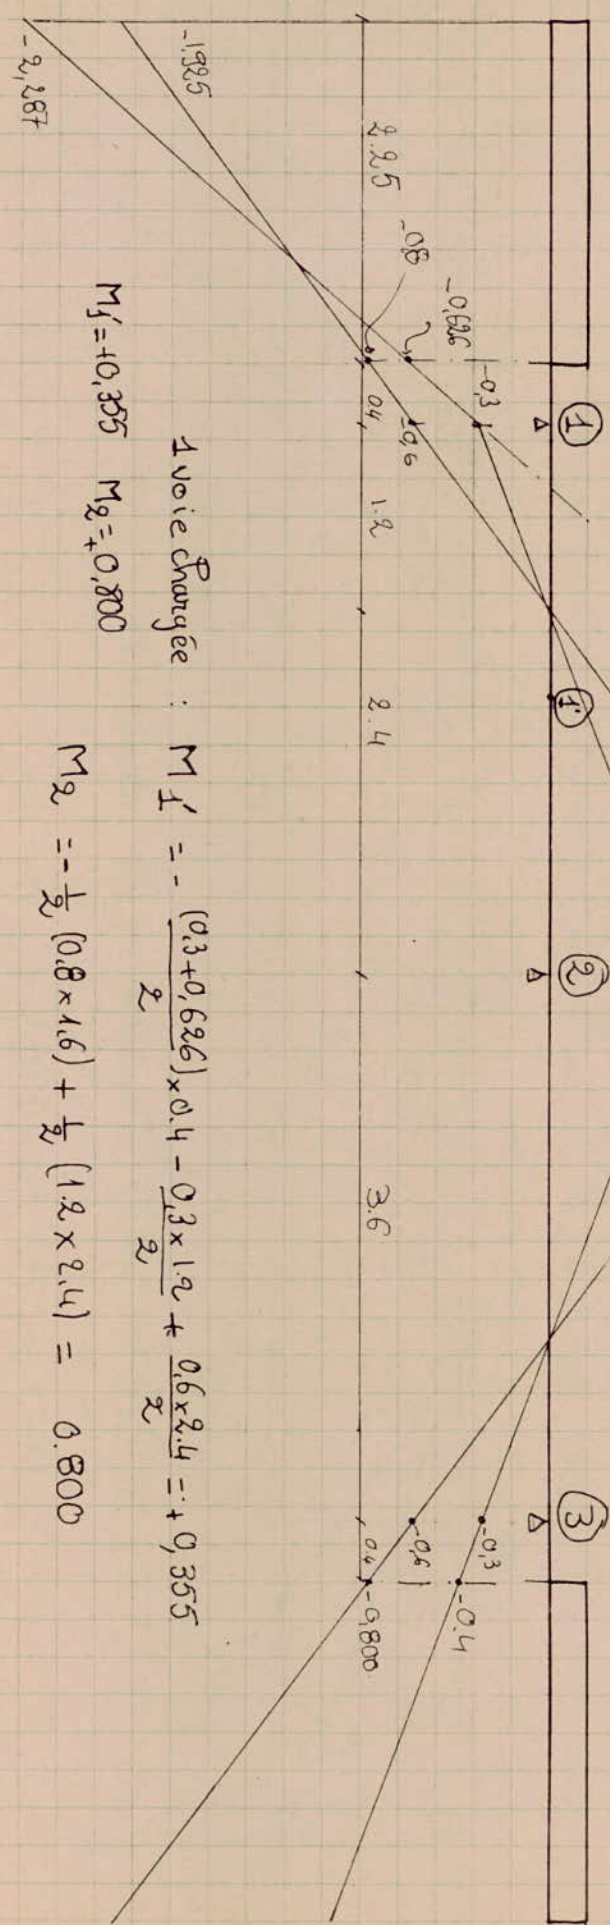 ① ①' ② ③
-0,3
-0,626
-0,8
-0,6
-0,3
-0,6
-0.4
-0,800
2.25 0.4 1.2 2.4 3.6 0.4
-1.925
-2,287
1 voie chargée : M1' = - (0.3+0,626)/2 × 0.4 - 0,3 × 1.2/2 + 0,6×2.4/2 = + 0,355
M1' = +0,355 M2 = +0,800
M2 = - 1/2 (0.8 × 1.6) + 1/2 (1.2 × 2.4) = 0.800